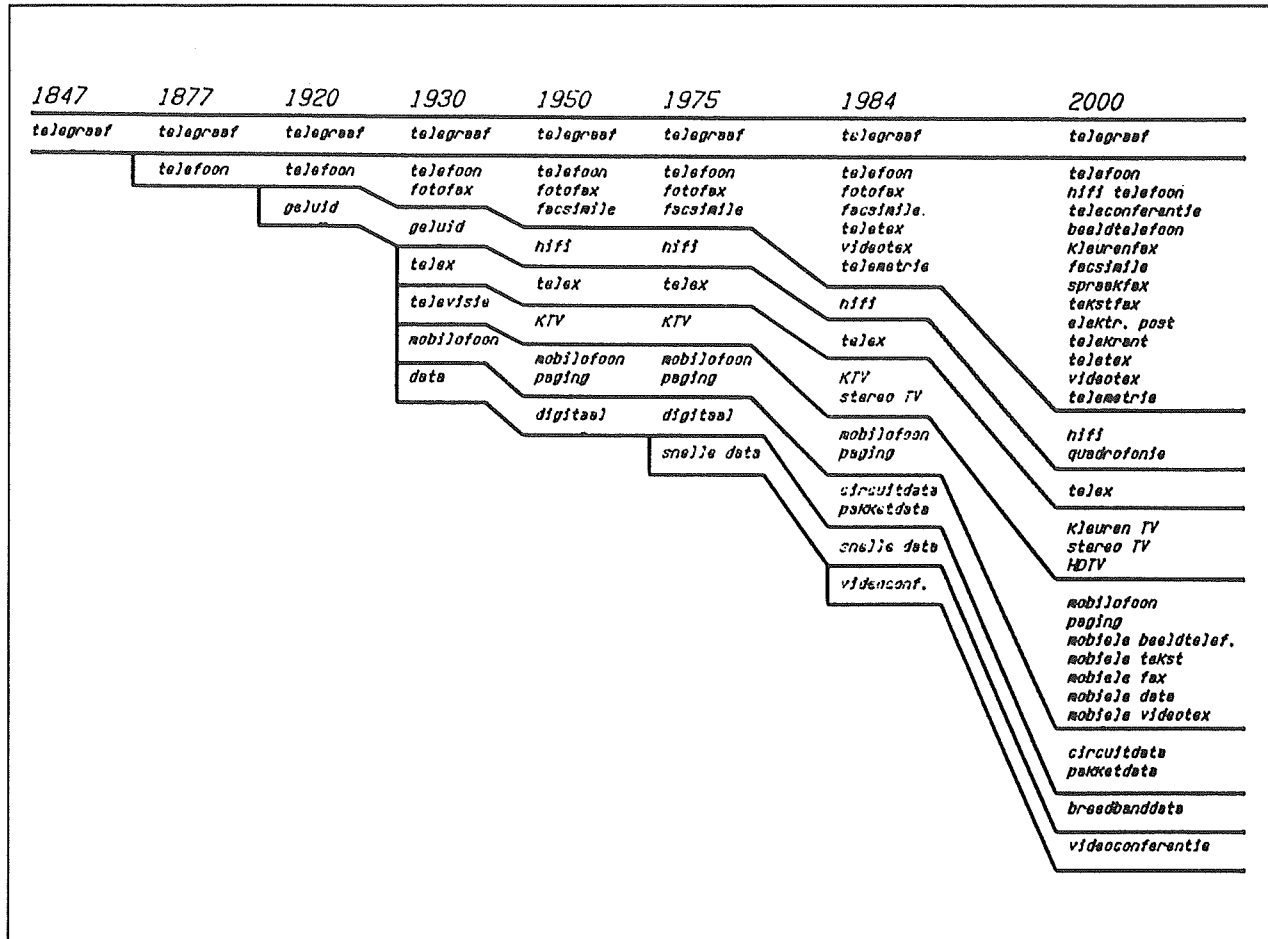 1847 1877 1920 1930 1950 1975 1984 2000
telegraaf telegraaf telegraaf telegraaf telegraaf telegraaf telegraaf telegraaf
telefoon telefoon telefoon telefoon telefoon telefoon telefoon
fotofax fotofax fotofax fotofax hifi telefoon
geluid facsimile facsimile facsimile. teleconferentie
geluid teletex beeldtelefoon
hifi hifi videotex kleurenfax
telex telemetrie facsimile
telex telex spraakfax
televisie hifi tekstfax
KTV KTV elektr. post
mobilofoon telex telekrant
mobilofoon mobilofoon teletex
data paging paging KTV videotex
stereo TV telemetrie
digitaal digitaal
mobilofoon hifi
snelle data paging quadrofonie
circuitdata telex
pakketdata
kleuren TV
snelle data stereo TV
HDTV
videoconf.
mobilofoon
paging
mobiele beeldtelef.
mobiele tekst
mobiele fax
mobiele data
mobiele videotex
circuitdata
pakketdata
breedbanddata
videoconferentie